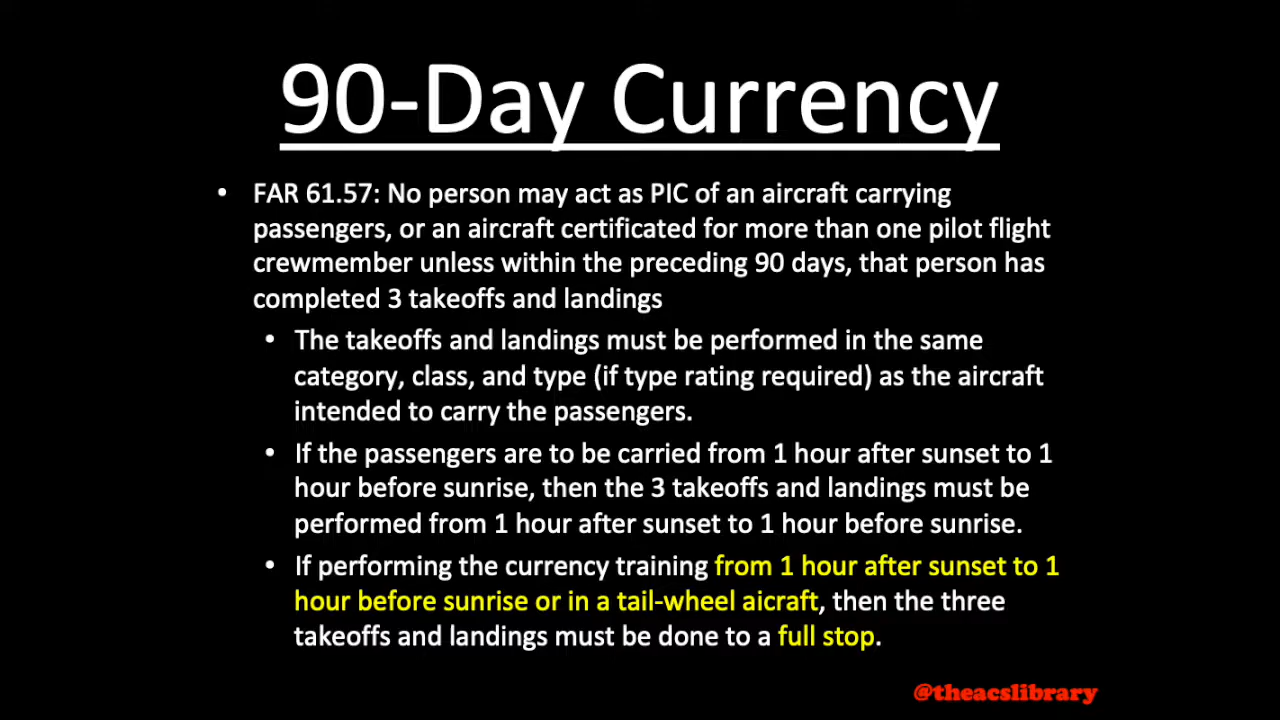 90-Day Currency
• FAR 61.57: No person may act as PIC of an aircraft carrying
passengers, or an aircraft certificated for more than one pilot flight
crewmember unless within the preceding 90 days, that person has
completed 3 takeoffs and landings
• The takeoffs and landings must be performed in the same
category, class, and type (if type rating required) as the aircraft
intended to carry the passengers.
• If the passengers are to be carried from 1 hour after sunset to 1
hour before sunrise, then the 3 takeoffs and landings must be
performed from 1 hour after sunset to 1 hour before sunrise.
• If performing the currency training from 1 hour after sunset to 1
hour before sunrise or in a tail-wheel aicraft, then the three
takeoffs and landings must be done to a full stop.
@theacslibrary